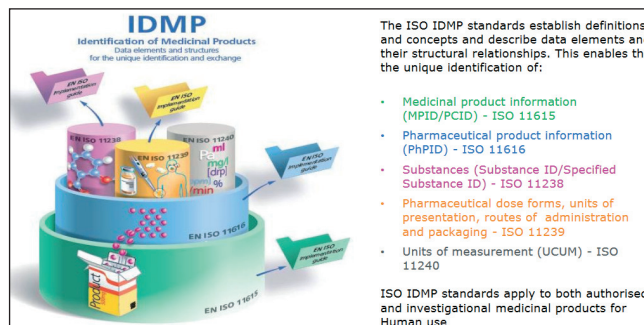 IDMP
Identification of Medicinal Products
Data elements and structures
for the unique identification and exchange
EN ISO
implementation
guide
EN ISO
implementation
guide
EN ISO
implementation
guide
EN ISO
implementation
guide
EN ISO 11238
EN ISO 11239
EN ISO 11240
ml
mg/l
[drp]
%
/min
EN ISO 11616
EN ISO 11615
Product
The ISO IDMP standards establish definitions
and concepts and describe data elements an
their structural relationships. This enables th
the unique identification of:
• Medicinal product information
(MPID/PCID) - ISO 11615
• Pharmaceutical product information
(PhPID) - ISO 11616
• Substances (Substance ID/Specified
Substance ID) - ISO 11238
• Pharmaceutical dose forms, units of
presentation, routes of administration
and packaging - ISO 11239
• Units of measurement (UCUM) - ISO
11240
ISO IDMP standards apply to both authorised
and investigational medicinal products for
Human use